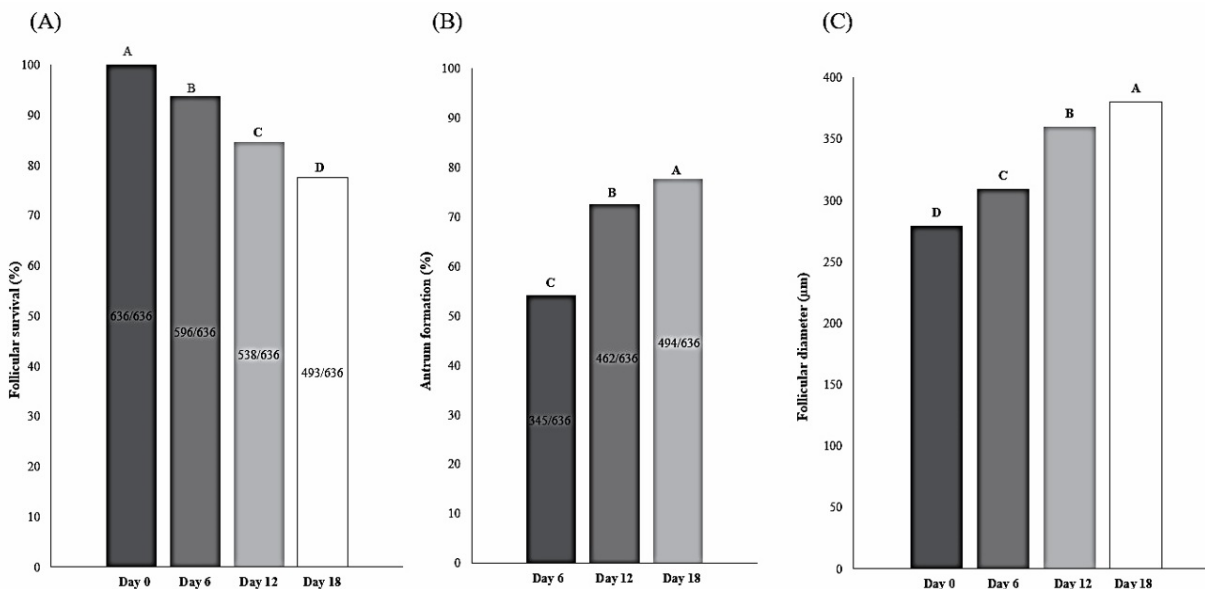 (A)
Follicular survival (%)
100
90
80
70
60
50
40
30
20
10
0
A
B
C
D
636/636
596/636
538/636
493/636
Day 0
Day 6
Day 12
Day 18
(B)
Antrum formation (%)
100
90
80
70
60
50
40
30
20
10
0
C
B
A
345/636
462/636
494/636
Day 6
Day 12
Day 18
(C)
Follicular diameter (µm)
400
350
300
250
200
150
100
50
0
D
C
B
A
Day 0
Day 6
Day 12
Day 18